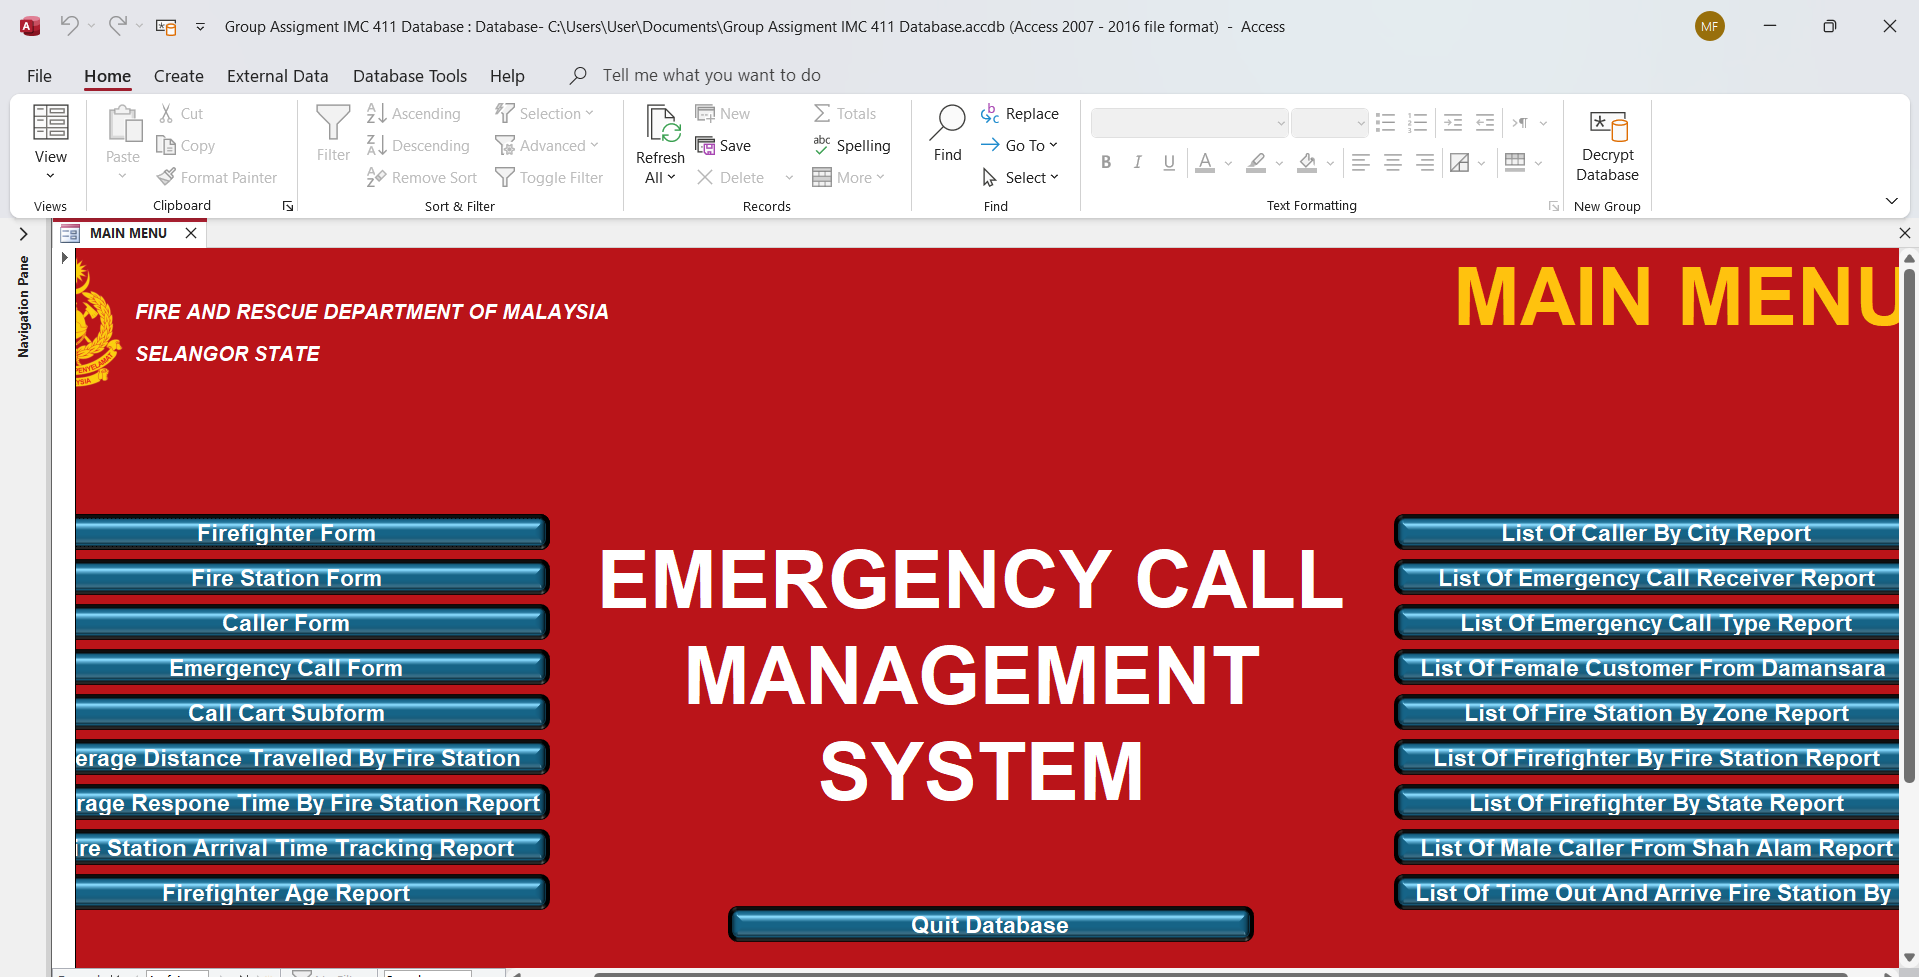 Group Assigment IMC 411 Database : Database- C:\Users\User\Documents\Group Assigment IMC 411 Database.accdb (Access 2007 - 2016 file format) - Access
MF
File Home Create External Data Database Tools Help Tell me what you want to do
View
Views
Paste
Cut
Copy
Format Painter
Clipboard
Filter
Ascending
Descending
Remove Sort
Selection
Advanced
Toggle Filter
Sort & Filter
Refresh
All
New
Save
Delete
Totals
Spelling
More
Records
Find
Replace
Go To
Select
Find
B I U A
Text Formatting
Decrypt
Database
New Group
Navigation Pane
MAIN MENU
FIRE AND RESCUE DEPARTMENT OF MALAYSIA
SELANGOR STATE
MAIN MENU
Firefighter Form
Fire Station Form
Caller Form
Emergency Call Form
Call Cart Subform
erage Distance Travelled By Fire Station
rage Respone Time By Fire Station Report
ire Station Arrival Time Tracking Report
Firefighter Age Report
EMERGENCY CALL
MANAGEMENT
SYSTEM
Quit Database
List Of Caller By City Report
List Of Emergency Call Receiver Report
List Of Emergency Call Type Report
List Of Female Customer From Damansara
List Of Fire Station By Zone Report
List Of Firefighter By Fire Station Report
List Of Firefighter By State Report
List Of Male Caller From Shah Alam Report
List Of Time Out And Arrive Fire Station By